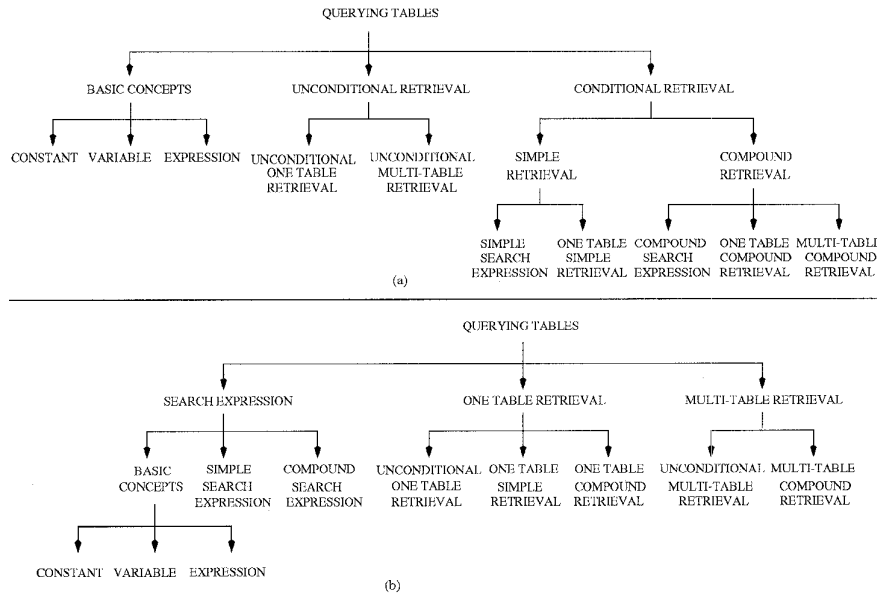 QUERYING TABLES
BASIC CONCEPTS
UNCONDITIONAL RETRIEVAL
CONDITIONAL RETRIEVAL
CONSTANT
VARIABLE
EXPRESSION
UNCONDITIONAL
ONE TABLE
RETRIEVAL
UNCONDITIONAL
MULTI-TABLE
RETRIEVAL
SIMPLE
RETRIEVAL
COMPOUND
RETRIEVAL
SIMPLE
SEARCH
EXPRESSION
ONE TABLE
SIMPLE
RETRIEVAL
COMPOUND
SEARCH
EXPRESSION
ONE TABLE
COMPOUND
RETRIEVAL
MULTI-TABLE
COMPOUND
RETRIEVAL
(a)
QUERYING TABLES
SEARCH EXPRESSION
ONE TABLE RETRIEVAL
MULTI-TABLE RETRIEVAL
BASIC
CONCEPTS
SIMPLE
SEARCH
EXPRESSION
COMPOUND
SEARCH
EXPRESSION
UNCONDITIONAL
ONE TABLE
RETRIEVAL
ONE TABLE
SIMPLE
RETRIEVAL
ONE TABLE
COMPOUND
RETRIEVAL
UNCONDITIONAL
MULTI-TABLE
RETRIEVAL
MULTI-TABLE
COMPOUND
RETRIEVAL
CONSTANT
VARIABLE
EXPRESSION
(b)